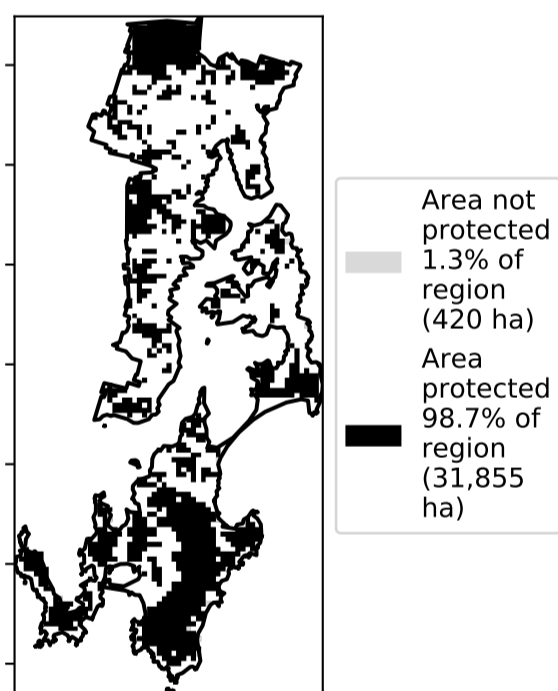 Area not
protected
1.3% of
region
(420 ha)
Area
protected
98.7% of
region
(31,855
ha)